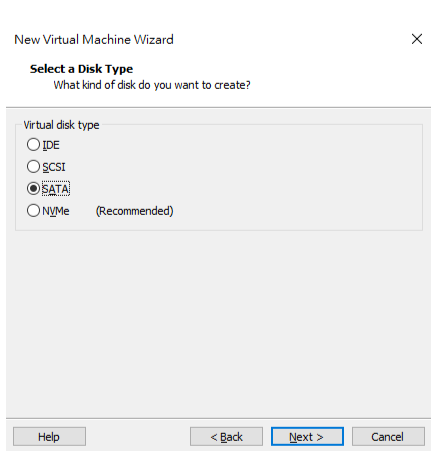 New Virtual Machine Wizard
Select a Disk Type
What kind of disk do you want to create?
Virtual disk type
IDE
SCSI
SATA
NVMe (Recommended)
Help < Back Next > Cancel